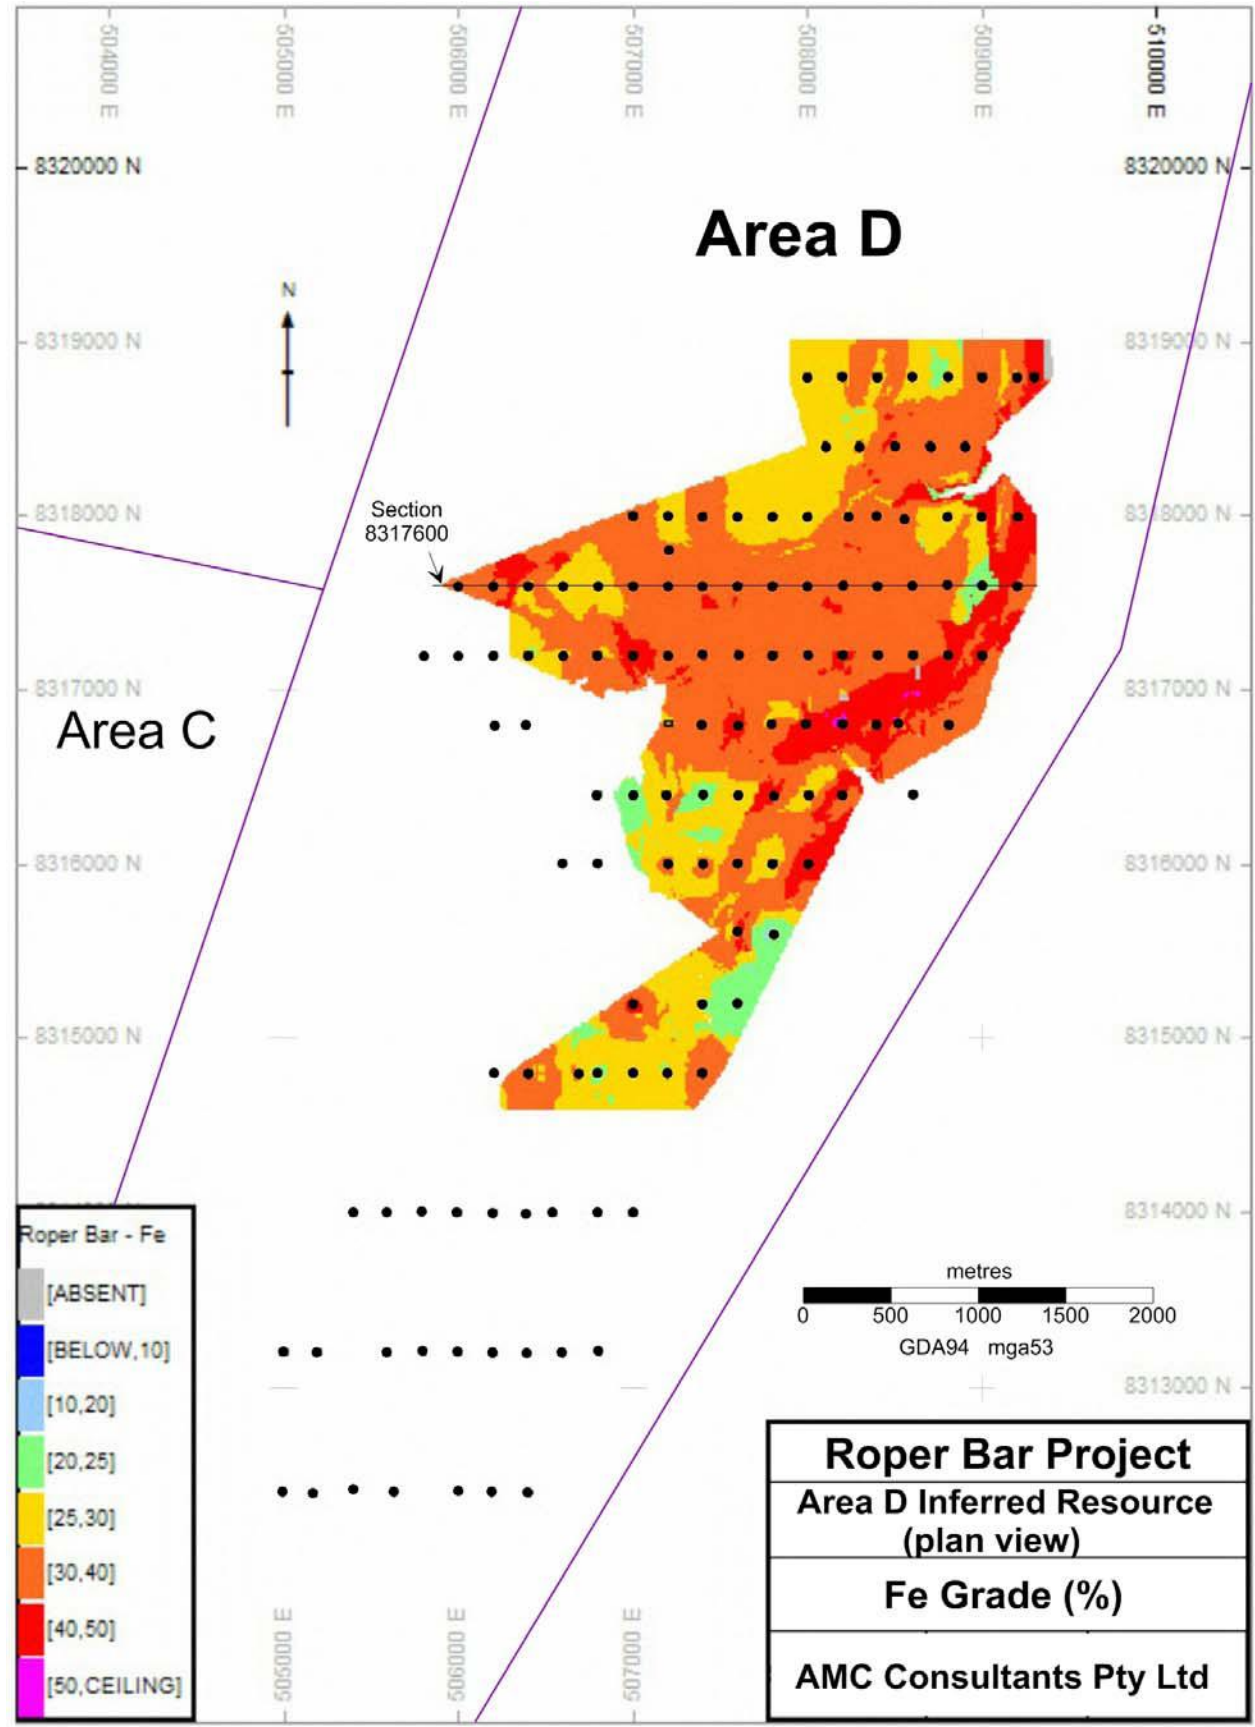 504000 E
505000 E
506000 E
507000 E
508000 E
509000 E
510000 E
8320000 N
8320000 N
Area D
N
8319000 N
8319000 N
Section
8317600
8318000 N
8318000 N
8317000 N
8317000 N
Area C
8316000 N
8316000 N
8315000 N
8315000 N
8314000 N
Roper Bar - Fe
[ABSENT]
[BELOW,10]
[10,20]
[20,25]
[25,30]
[30,40]
[40,50]
[50,CEILING]
metres
0 500 1000 1500 2000
GDA94 mga53
8313000 N
Roper Bar Project
Area D Inferred Resource
(plan view)
Fe Grade (%)
AMC Consultants Pty Ltd
505000 E
506000 E
507000 E